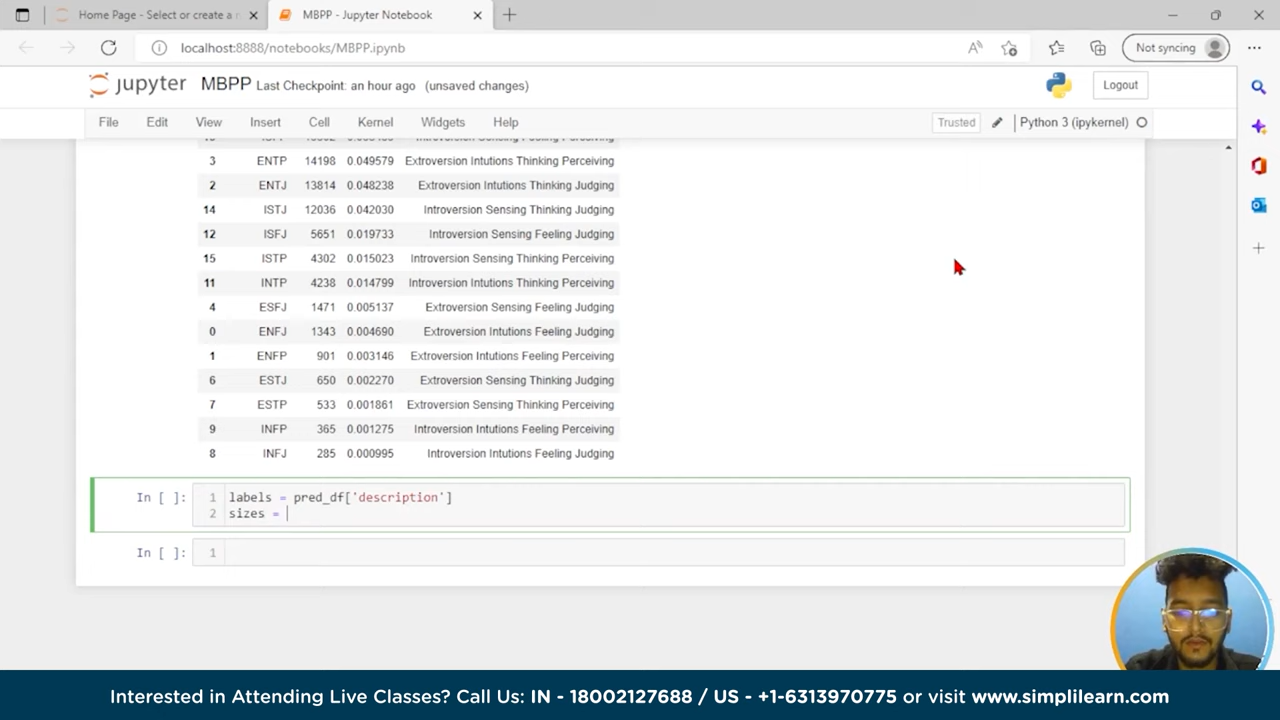 Home Page - Select or create a n
MBPP - Jupyter Notebook
localhost:8888/notebooks/MBPP.ipynb
Not syncing
jupyter MBPP Last Checkpoint: an hour ago (unsaved changes)
Logout
File Edit View Insert Cell Kernel Widgets Help
Trusted
Python 3 (ipykernel)
3 ENTP 14198 0.049579 Extroversion Intutions Thinking Perceiving
2 ENTJ 13814 0.048238 Extroversion Intutions Thinking Judging
14 ISTJ 12036 0.042030 Introversion Sensing Thinking Judging
12 ISFJ 5651 0.019733 Introversion Sensing Feeling Judging
15 ISTP 4302 0.015023 Introversion Sensing Thinking Perceiving
11 INTP 4238 0.014799 Introversion Intutions Thinking Perceiving
4 ESFJ 1471 0.005137 Extroversion Sensing Feeling Judging
0 ENFJ 1343 0.004690 Extroversion Intutions Feeling Judging
1 ENFP 901 0.003146 Extroversion Intutions Feeling Perceiving
6 ESTJ 650 0.002270 Extroversion Sensing Thinking Judging
7 ESTP 533 0.001861 Extroversion Sensing Thinking Perceiving
9 INFP 365 0.001275 Introversion Intutions Feeling Perceiving
8 INFJ 285 0.000995 Introversion Intutions Feeling Judging
In [ ]: 1 labels = pred_df['description']
2 sizes =
In [ ]: 1
Interested in Attending Live Classes? Call Us: IN - 18002127688 / US - +1-6313970775 or visit www.simplilearn.com